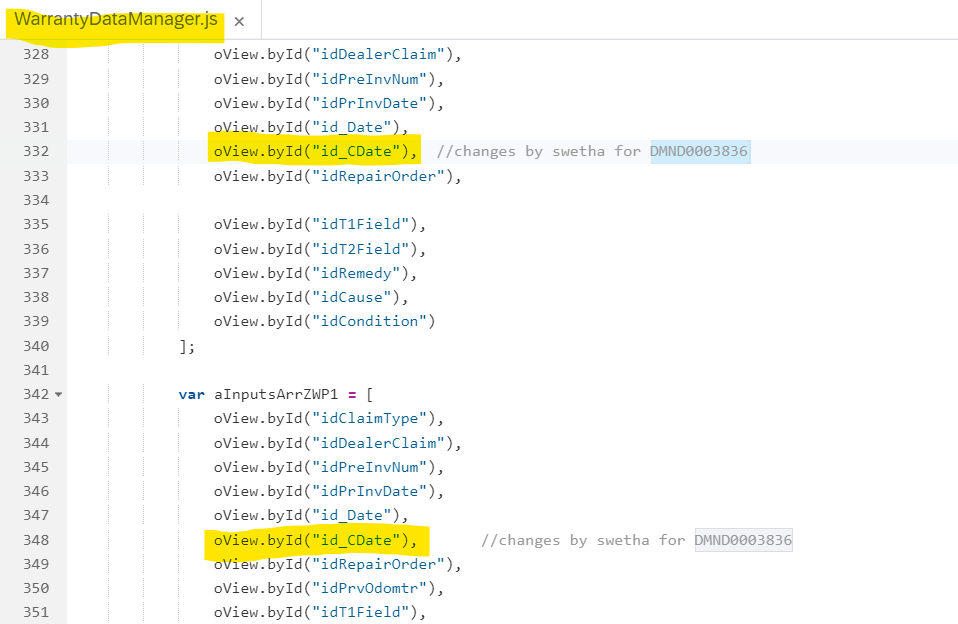 WarrantyDataManager.js ×
328 oView.byId("idDealerClaim"),
329 oView.byId("idPreInvNum"),
330 oView.byId("idPrInvDate"),
331 oView.byId("id_Date"),
332 oView.byId("id_CDate"), //changes by swetha for DMND0003836
333 oView.byId("idRepairOrder"),
334
335 oView.byId("idT1Field"),
336 oView.byId("idT2Field"),
337 oView.byId("idRemedy"),
338 oView.byId("idCause"),
339 oView.byId("idCondition")
340 ];
341
342 var aInputsArrZWP1 = [
343 oView.byId("idClaimType"),
344 oView.byId("idDealerClaim"),
345 oView.byId("idPreInvNum"),
346 oView.byId("idPrInvDate"),
347 oView.byId("id_Date"),
348 oView.byId("id_CDate"), //changes by swetha for DMND0003836
349 oView.byId("idRepairOrder"),
350 oView.byId("idPrvOdomtr"),
351 oView.byId("idT1Field"),